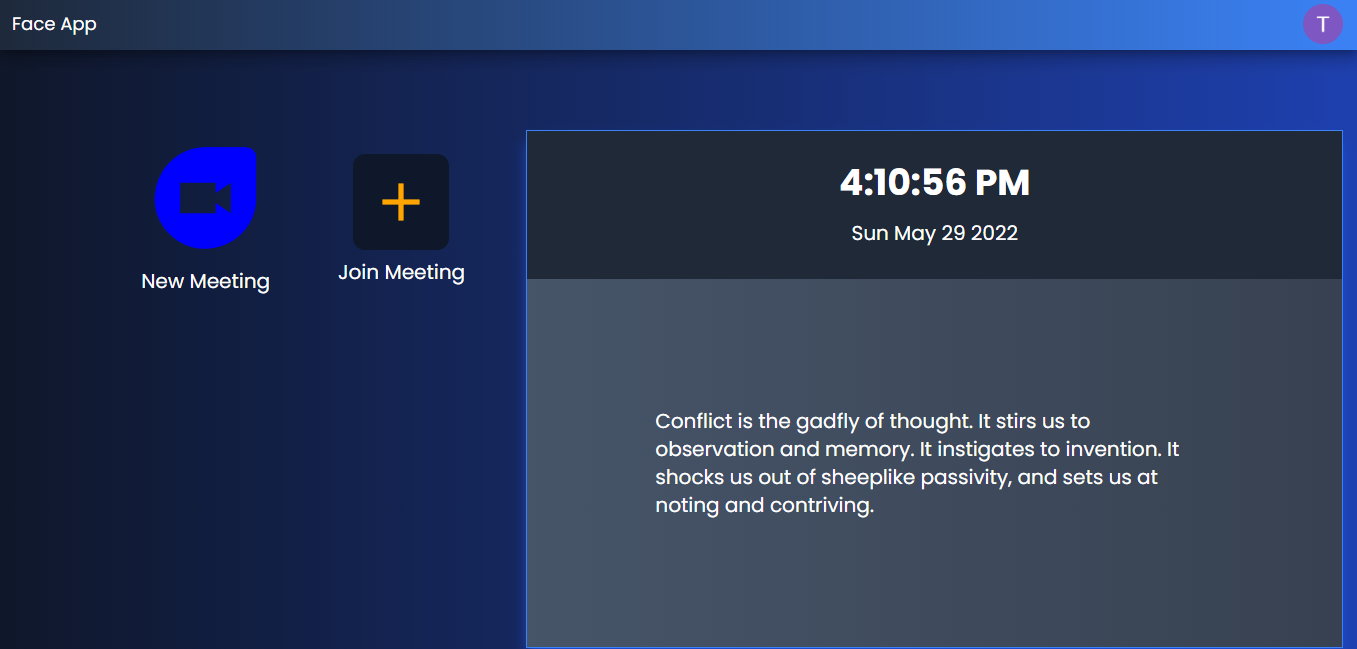 Face App
T
4:10:56 PM
Sun May 29 2022
New Meeting
Join Meeting
Conflict is the gadfly of thought. It stirs us to
observation and memory. It instigates to invention. It
shocks us out of sheeplike passivity, and sets us at
noting and contriving.